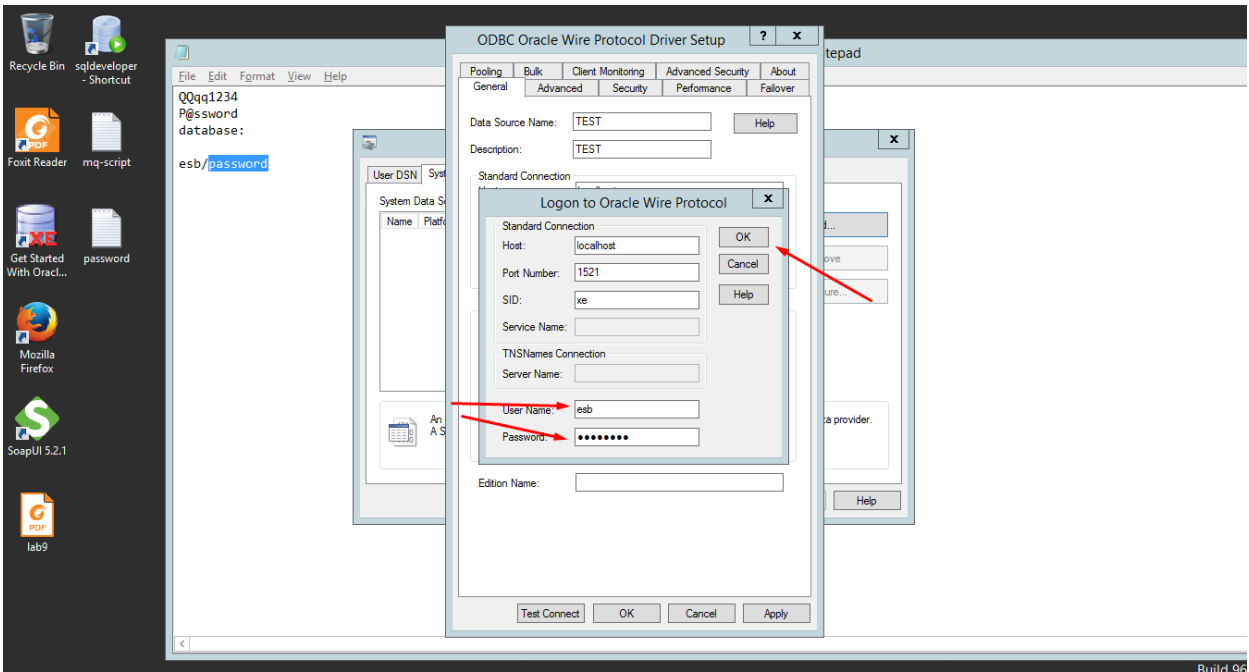 Recycle Bin
sqldeveloper
- Shortcut
Foxit Reader
mq-script
Get Started
With Oracl...
password
Mozilla
Firefox
SoapUI 5.2.1
PDF
lab9
tepad
File Edit Format View Help
QQqq1234
P@ssword
database:
esb/password
User DSN Syst
System Data S
Name Platfo
An
A S
ove
ure...
ta provider.
Help
ODBC Oracle Wire Protocol Driver Setup ? x
Pooling Bulk Client Monitoring Advanced Security About
General Advanced Security Performance Failover
Data Source Name: TEST Help
Description: TEST
Standard Connection
Logon to Oracle Wire Protocol x
Standard Connection
Host: localhost OK
Port Number: 1521 Cancel
SID: xe Help
Service Name:
TNSNames Connection
Server Name:
User Name: esb
Password: ••••••••
Edition Name:
Test Connect OK Cancel Apply
Build 96